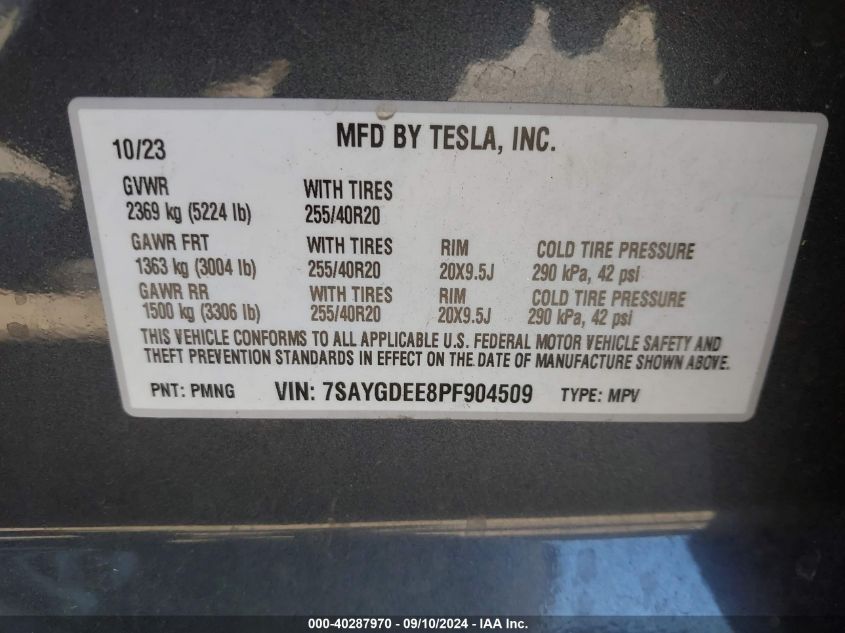 10/23 MFD BY TESLA, INC.
GVWR WITH TIRES
2369 kg (5224 lb) 255/40R20
GAWR FRT WITH TIRES RIM COLD TIRE PRESSURE
1363 kg (3004 lb) 255/40R20 20X9.5J 290 kPa, 42 psi
GAWR RR WITH TIRES RIM COLD TIRE PRESSURE
1500 kg (3306 lb) 255/40R20 20X9.5J 290 kPa, 42 psi
THIS VEHICLE CONFORMS TO ALL APPLICABLE U.S. FEDERAL MOTOR VEHICLE SAFETY AND
THEFT PREVENTION STANDARDS IN EFFECT ON THE DATE OF MANUFACTURE SHOWN ABOVE.
PNT: PMNG VIN: 7SAYGDEE8PF904509 TYPE: MPV
000-40287970 - 09/10/2024 - IAA Inc.